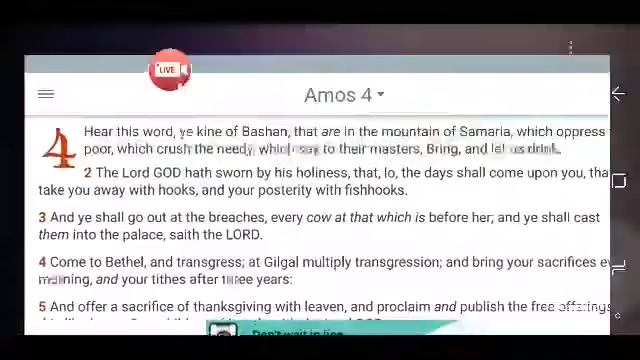 LIVE
Amos 4
4 Hear this word, ye kine of Bashan, that are in the mountain of Samaria, which oppress
poor, which crush the needy, which say to their masters, Bring, and let us drink.
2 The Lord GOD hath sworn by his holiness, that, lo, the days shall come upon you, tha
take you away with hooks, and your posterity with fishhooks.
3 And ye shall go out at the breaches, every cow at that which is before her; and ye shall cast
them into the palace, saith the LORD.
4 Come to Bethel, and transgress; at Gilgal multiply transgression; and bring your sacrifices ev
morning, and your tithes after three years:
5 And offer a sacrifice of thanksgiving with leaven, and proclaim and publish the free offerings
Don't wait in line